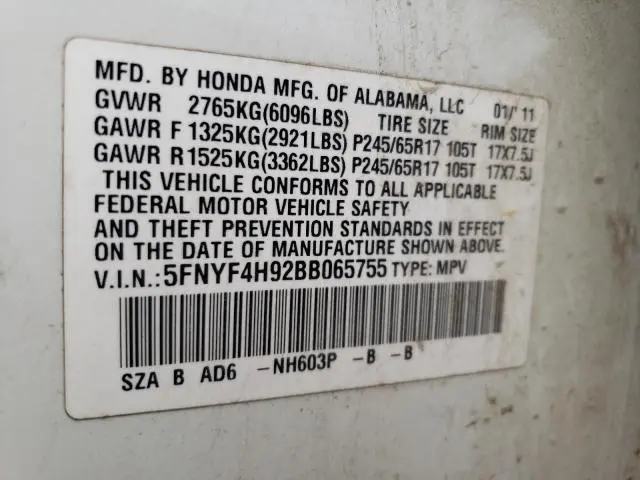 MFD. BY HONDA MFG. OF ALABAMA, LLC 01/'11
GVWR 2765KG(6096LBS) TIRE SIZE RIM SIZE
GAWR F 1325KG(2921LBS) P245/65R17 105T 17X7.5J
GAWR R 1525KG(3362LBS) P245/65R17 105T 17X7.5J
THIS VEHICLE CONFORMS TO ALL APPLICABLE
FEDERAL MOTOR VEHICLE SAFETY
AND THEFT PREVENTION STANDARDS IN EFFECT
ON THE DATE OF MANUFACTURE SHOWN ABOVE.
V.I.N.:5FNYF4H92BB065755 TYPE: MPV
SZA B AD6 -NH603P -B -B